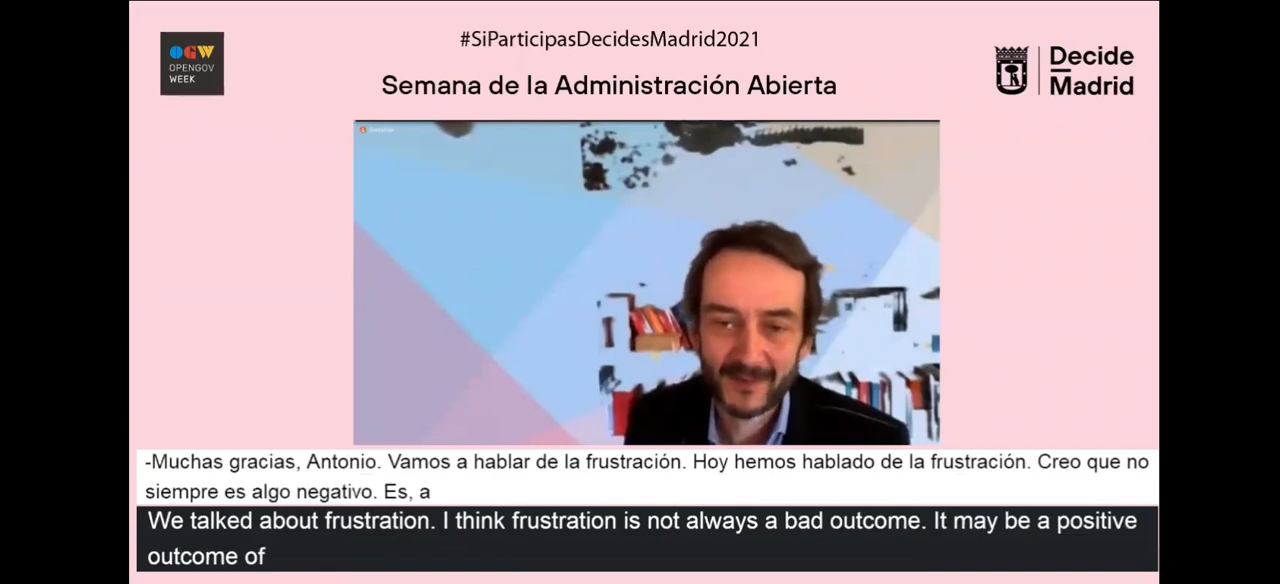 #SiParticipasDecidesMadrid2021
OGW
OPENGOV
WEEK
Semana de la Administración Abierta
Decide
Madrid
-Muchas gracias, Antonio. Vamos a hablar de la frustración. Hoy hemos hablado de la frustración. Creo que no
siempre es algo negativo. Es, a
We talked about frustration. I think frustration is not always a bad outcome. It may be a positive
outcome of